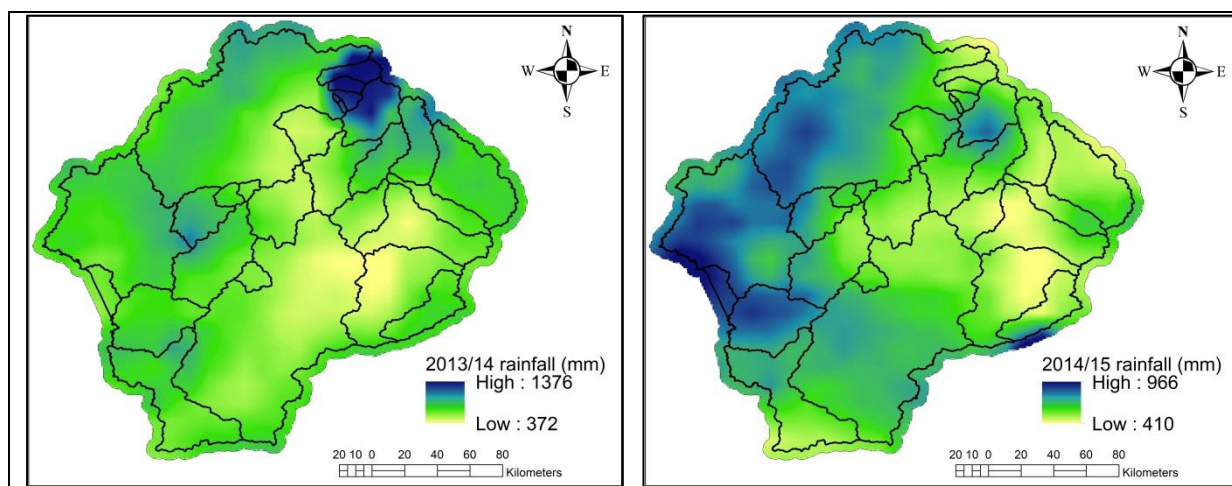 N
W E
S
2013/14 rainfall (mm)
High : 1376
Low : 372
20 10 0 20 40 60 80
Kilometers
N
W E
S
2014/15 rainfall (mm)
High : 966
Low : 410
20 10 0 20 40 60 80
Kilometers